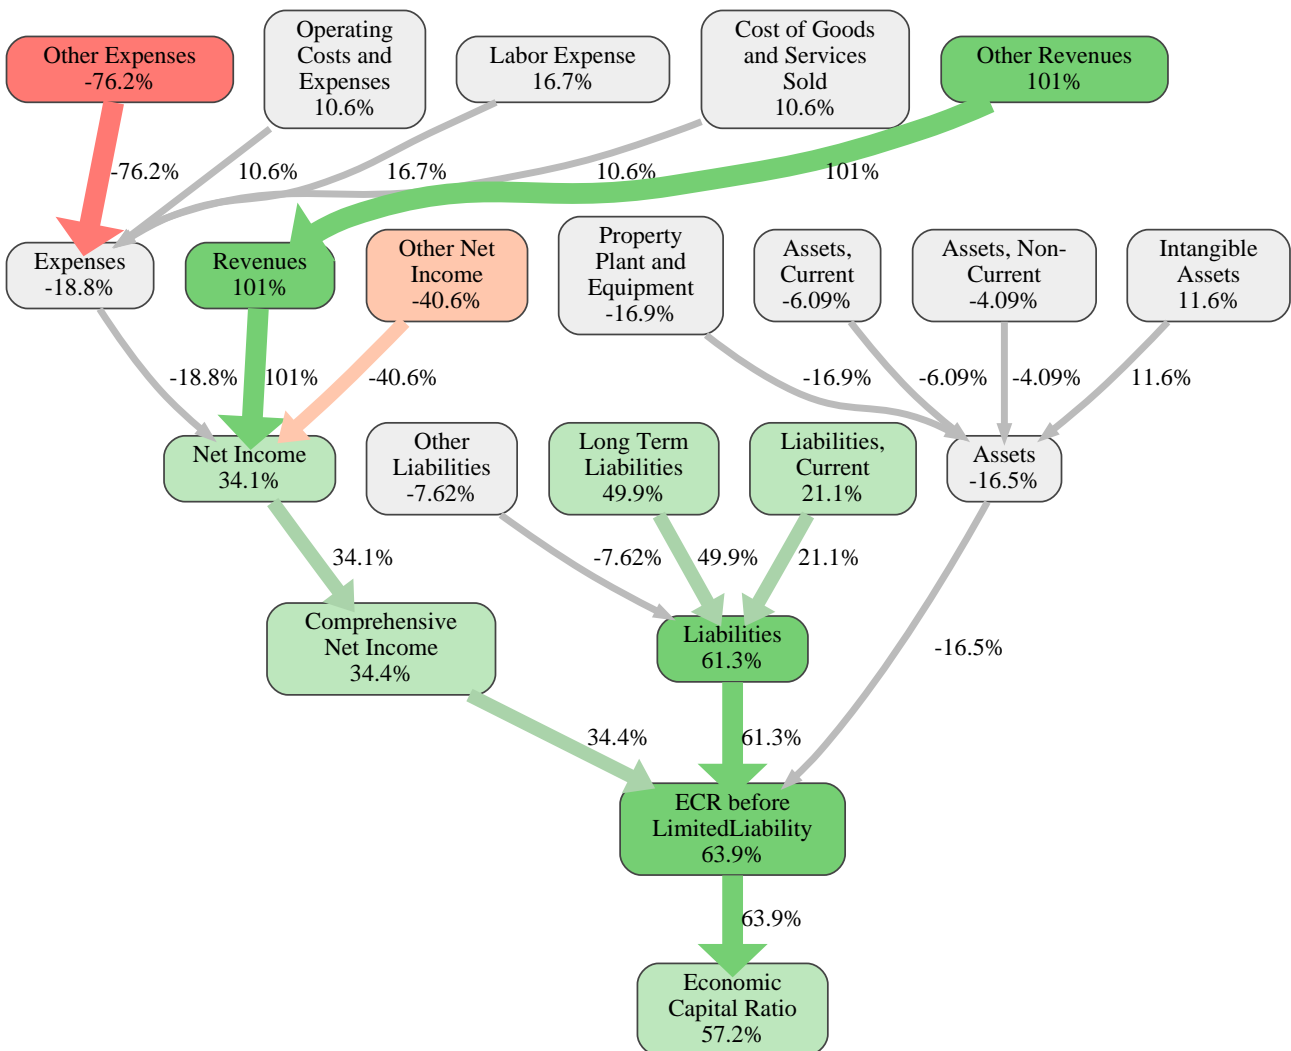 Other Expenses
-76.2%
Operating
Costs and
Expenses
10.6%
Labor Expense
16.7%
Cost of Goods
and Services
Sold
10.6%
Other Revenues
101%
-76.2%
10.6%
16.7%
10.6%
101%
Expenses
-18.8%
Revenues
101%
Other Net
Income
-40.6%
Property
Plant and
Equipment
-16.9%
Assets,
Current
-6.09%
Assets, Non-
Current
-4.09%
Intangible
Assets
11.6%
-18.8%
101%
-40.6%
-16.9%
-6.09%
-4.09%
11.6%
Net Income
34.1%
Other
Liabilities
-7.62%
Long Term
Liabilities
49.9%
Liabilities,
Current
21.1%
Assets
-16.5%
34.1%
-7.62%
49.9%
21.1%
Comprehensive
Net Income
34.4%
Liabilities
61.3%
-16.5%
34.4%
61.3%
ECR before
LimitedLiability
63.9%
63.9%
Economic
Capital Ratio
57.2%